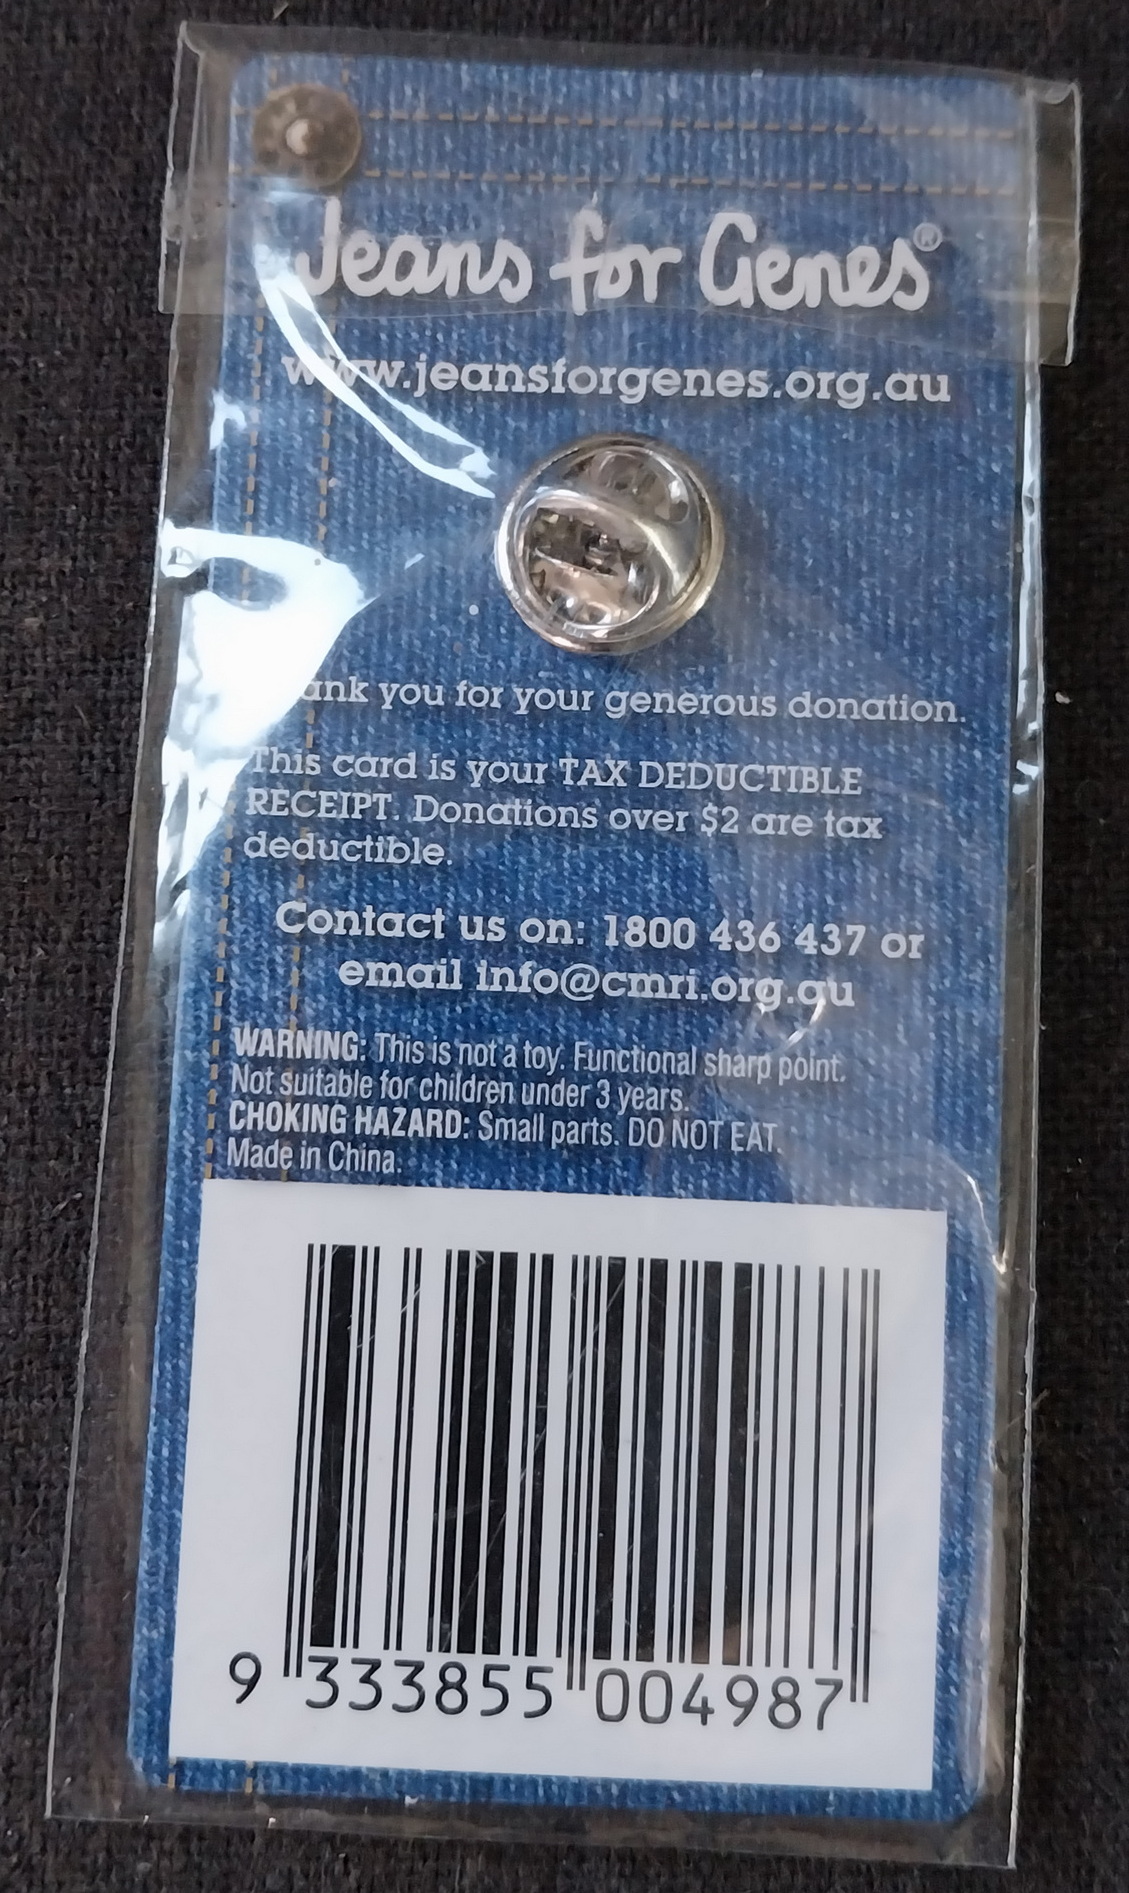 Jeans for Genes®
www.jeansforgenes.org.au
ank you for your generous donation.
This card is your TAX DEDUCTIBLE
RECEIPT. Donations over $2 are tax
deductible.
Contact us on: 1800 436 437 or
email info@cmri.org.au
WARNING: This is not a toy. Functional sharp point.
Not suitable for children under 3 years.
CHOKING HAZARD: Small parts. DO NOT EAT.
Made in China.
9 333855 004987